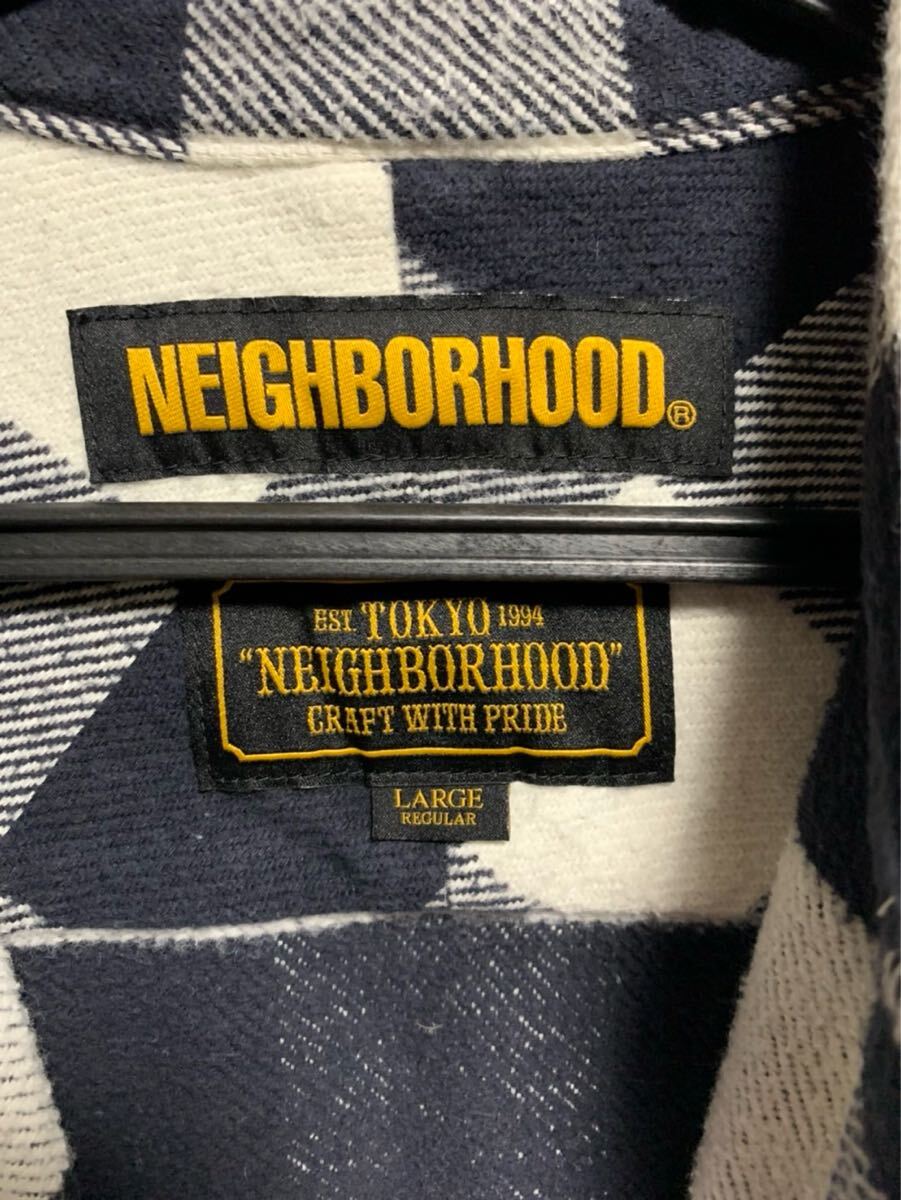 NEIGHBORHOOD®
EST. TOKYO 1994
"NEIGHBORHOOD"
CRAFT WITH PRIDE
LARGE
REGULAR